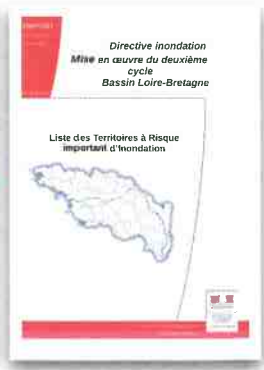 Directive inondation
Mise en œuvre du deuxième
cycle
Bassin Loire-Bretagne
Liste des Territoires à Risque
important d'Inondation